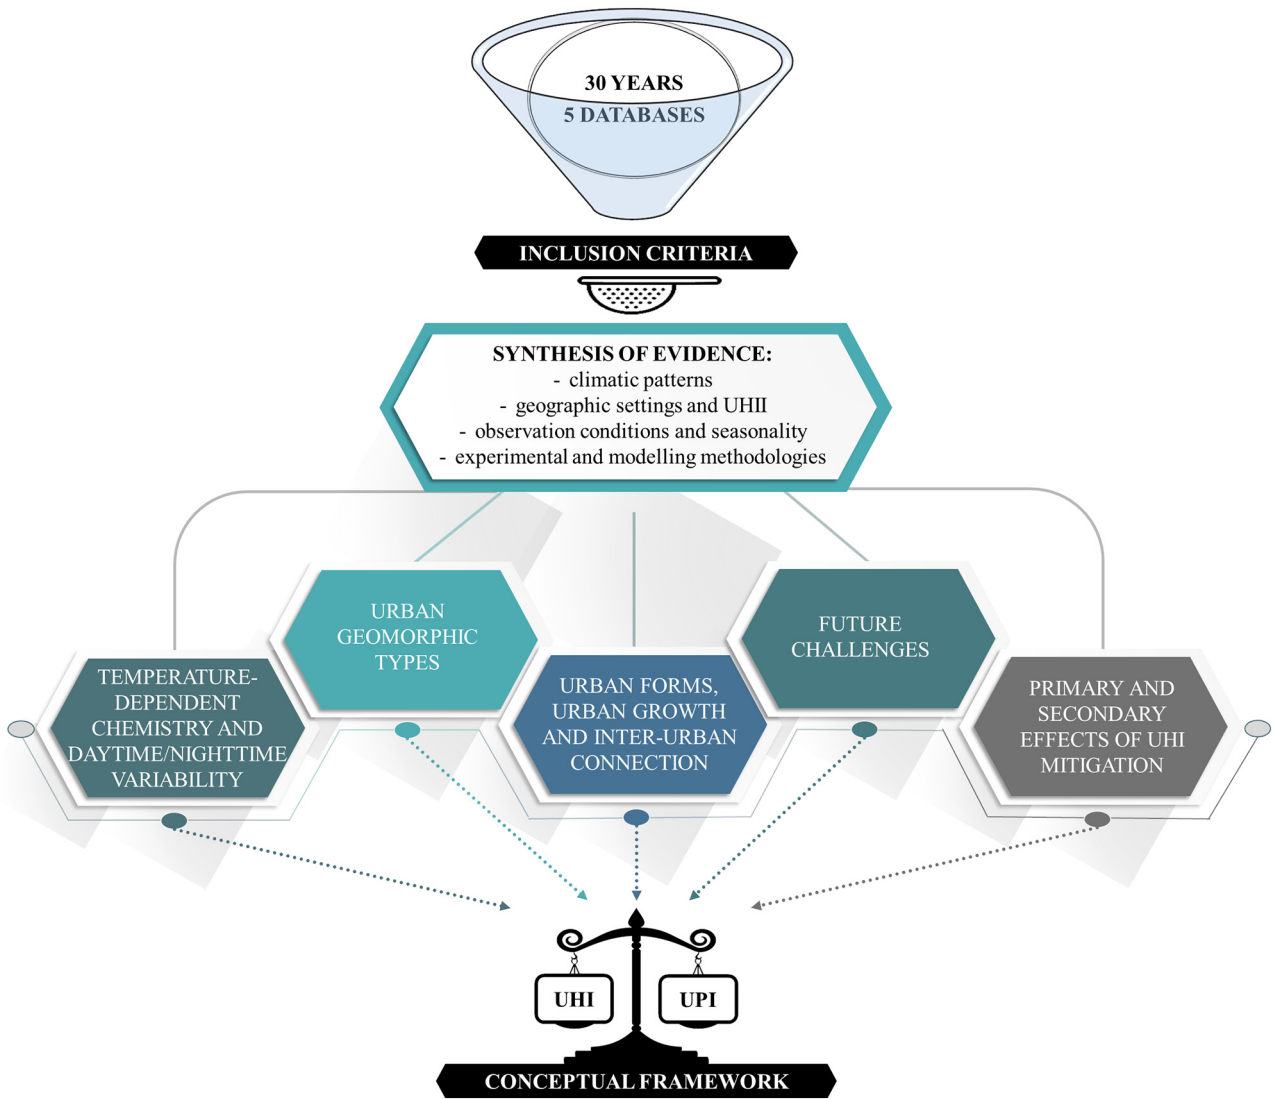 30 YEARS
5 DATABASES
INCLUSION CRITERIA
SYNTHESIS OF EVIDENCE:
- climatic patterns
- geographic settings and UHII
- observation conditions and seasonality
- experimental and modelling methodologies
TEMPERATURE-
DEPENDENT
CHEMISTRY AND
DAYTIME/NIGHTTIME
VARIABILITY
URBAN
GEOMORPHIC
TYPES
URBAN FORMS,
URBAN GROWTH
AND INTER-URBAN
CONNECTION
FUTURE
CHALLENGES
PRIMARY AND
SECONDARY
EFFECTS OF UHI
MITIGATION
UHI
UPI
CONCEPTUAL FRAMEWORK